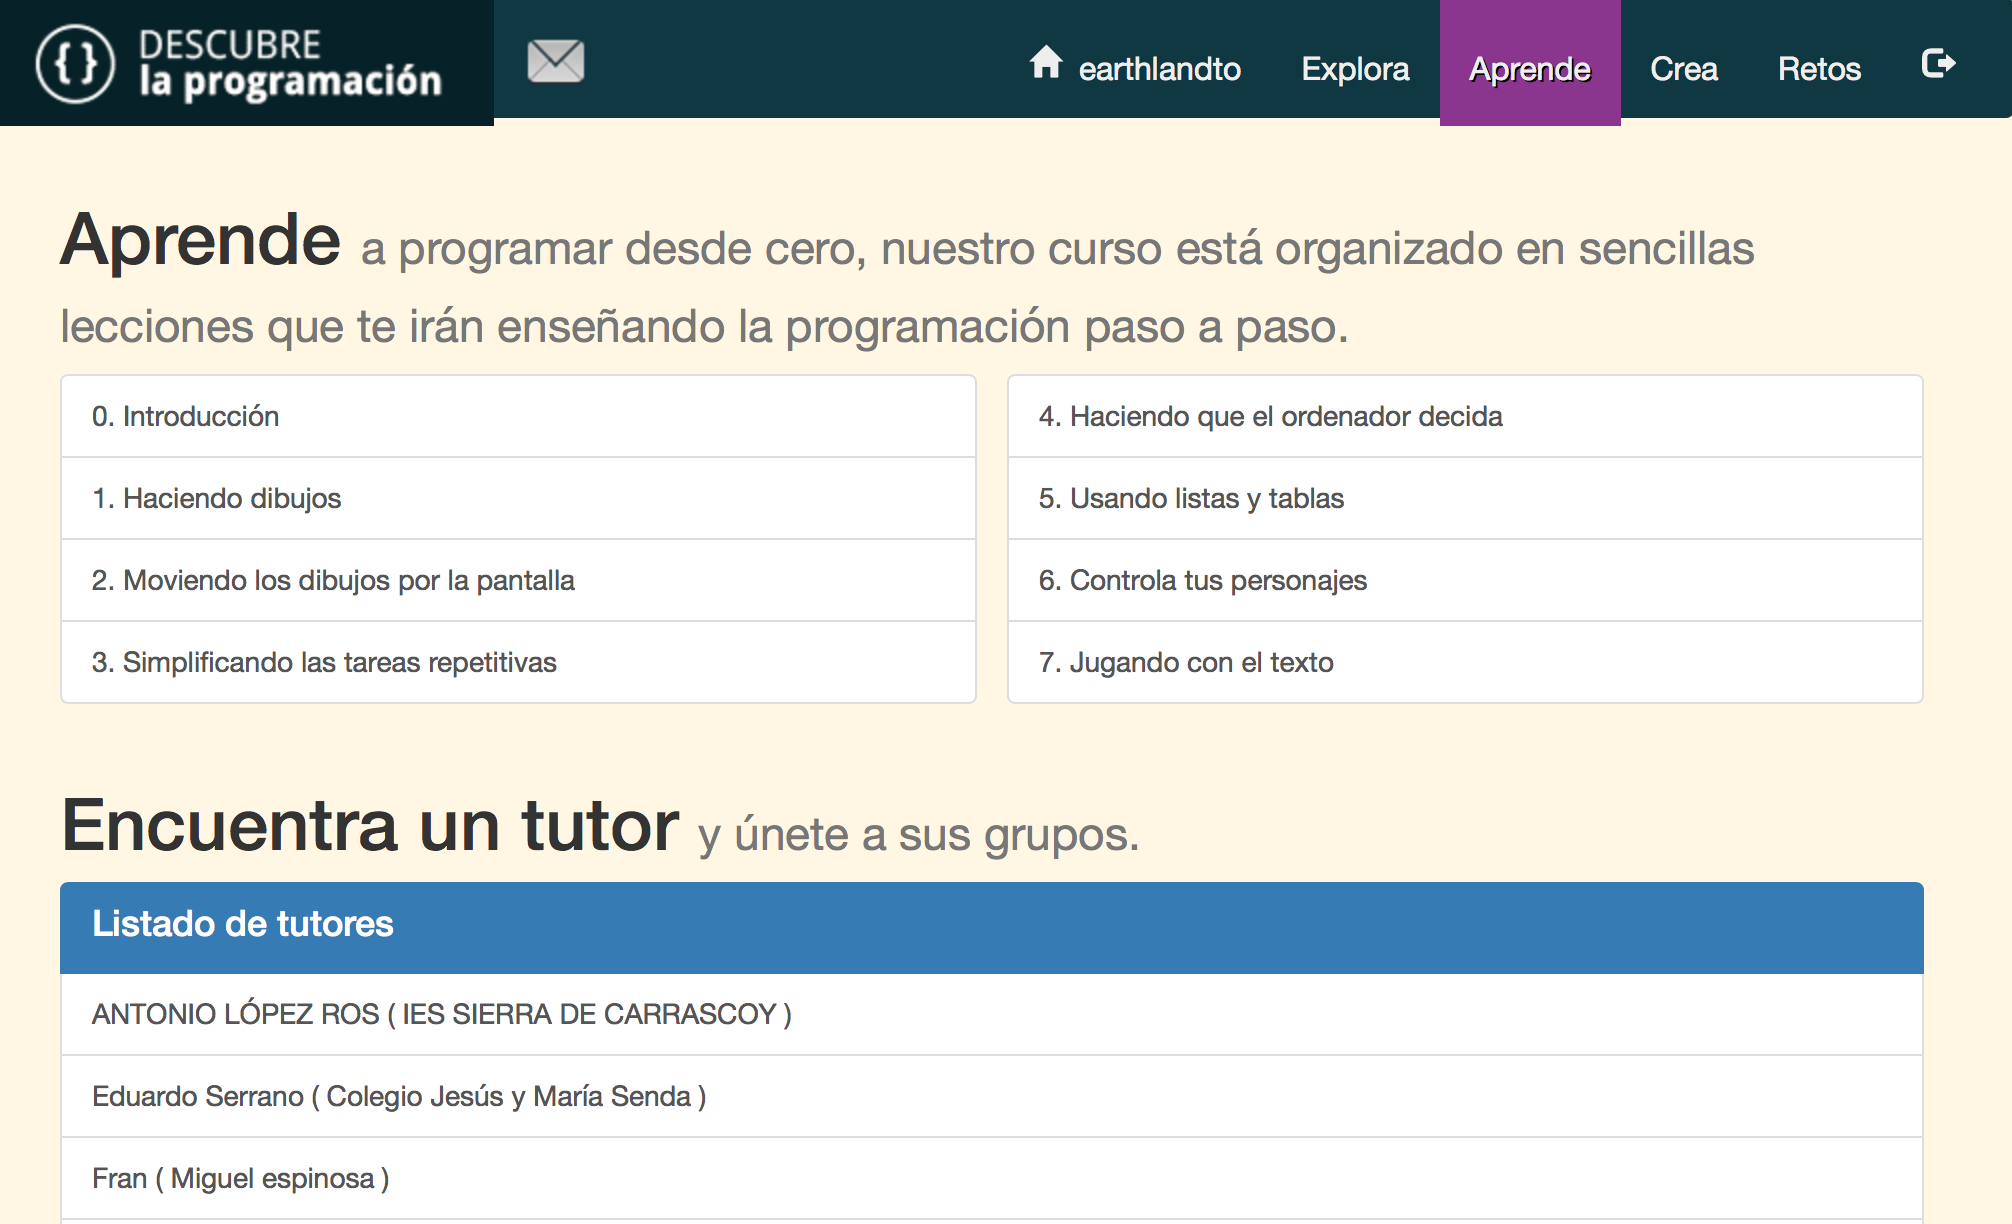 {} DESCUBRE
la programación
earthlandto
Explora
Aprende
Crea
Retos
Aprende a programar desde cero, nuestro curso está organizado en sencillas
lecciones que te irán enseñando la programación paso a paso.
0. Introducción
1. Haciendo dibujos
2. Moviendo los dibujos por la pantalla
3. Simplificando las tareas repetitivas
4. Haciendo que el ordenador decida
5. Usando listas y tablas
6. Controla tus personajes
7. Jugando con el texto
Encuentra un tutor y únete a sus grupos.
Listado de tutores
ANTONIO LÓPEZ ROS ( IES SIERRA DE CARRASCOY )
Eduardo Serrano ( Colegio Jesús y María Senda )
Fran ( Miguel espinosa )